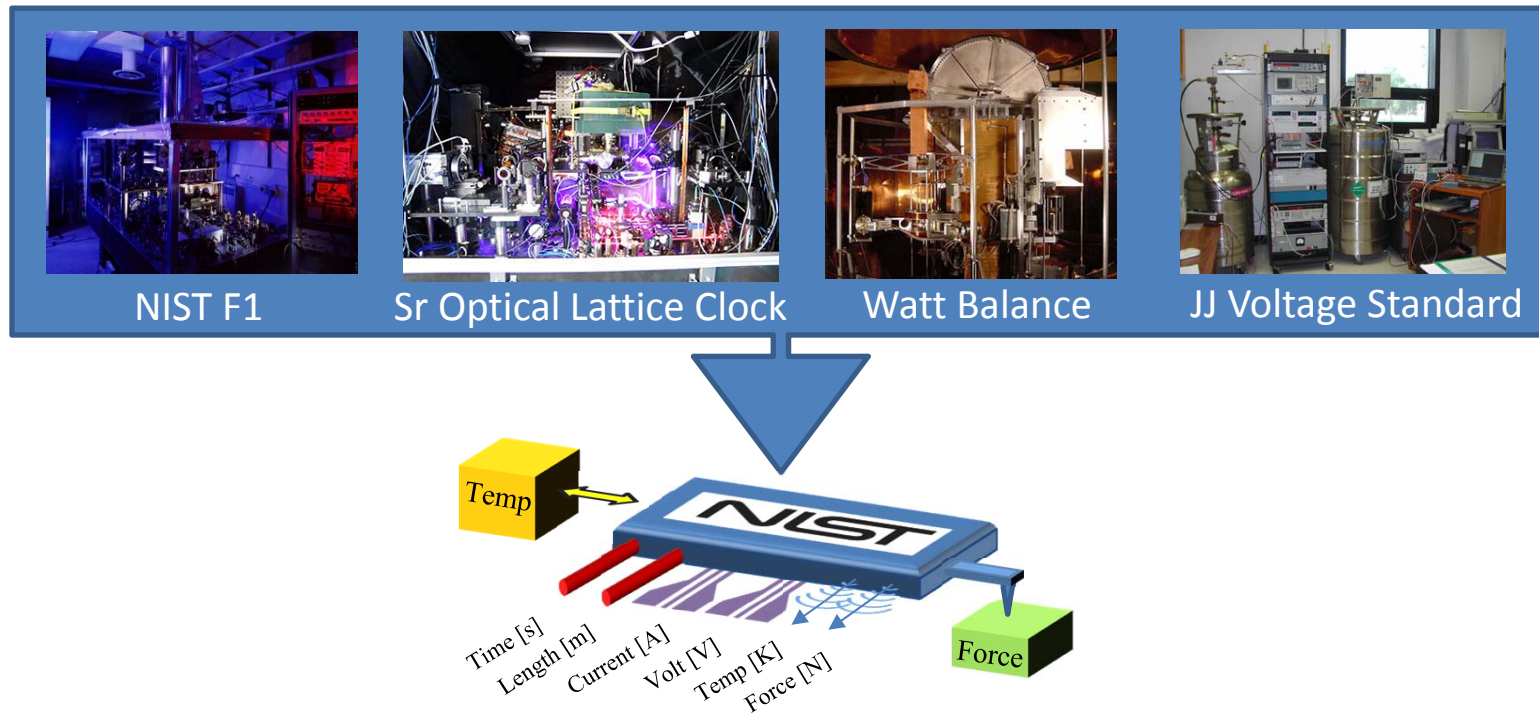 NIST F1
Sr Optical Lattice Clock
Watt Balance
JJ Voltage Standard
Temp
NIST
Time [s]
Length [m]
Current [A]
Volt [V]
Temp [K]
Force [N]
Force